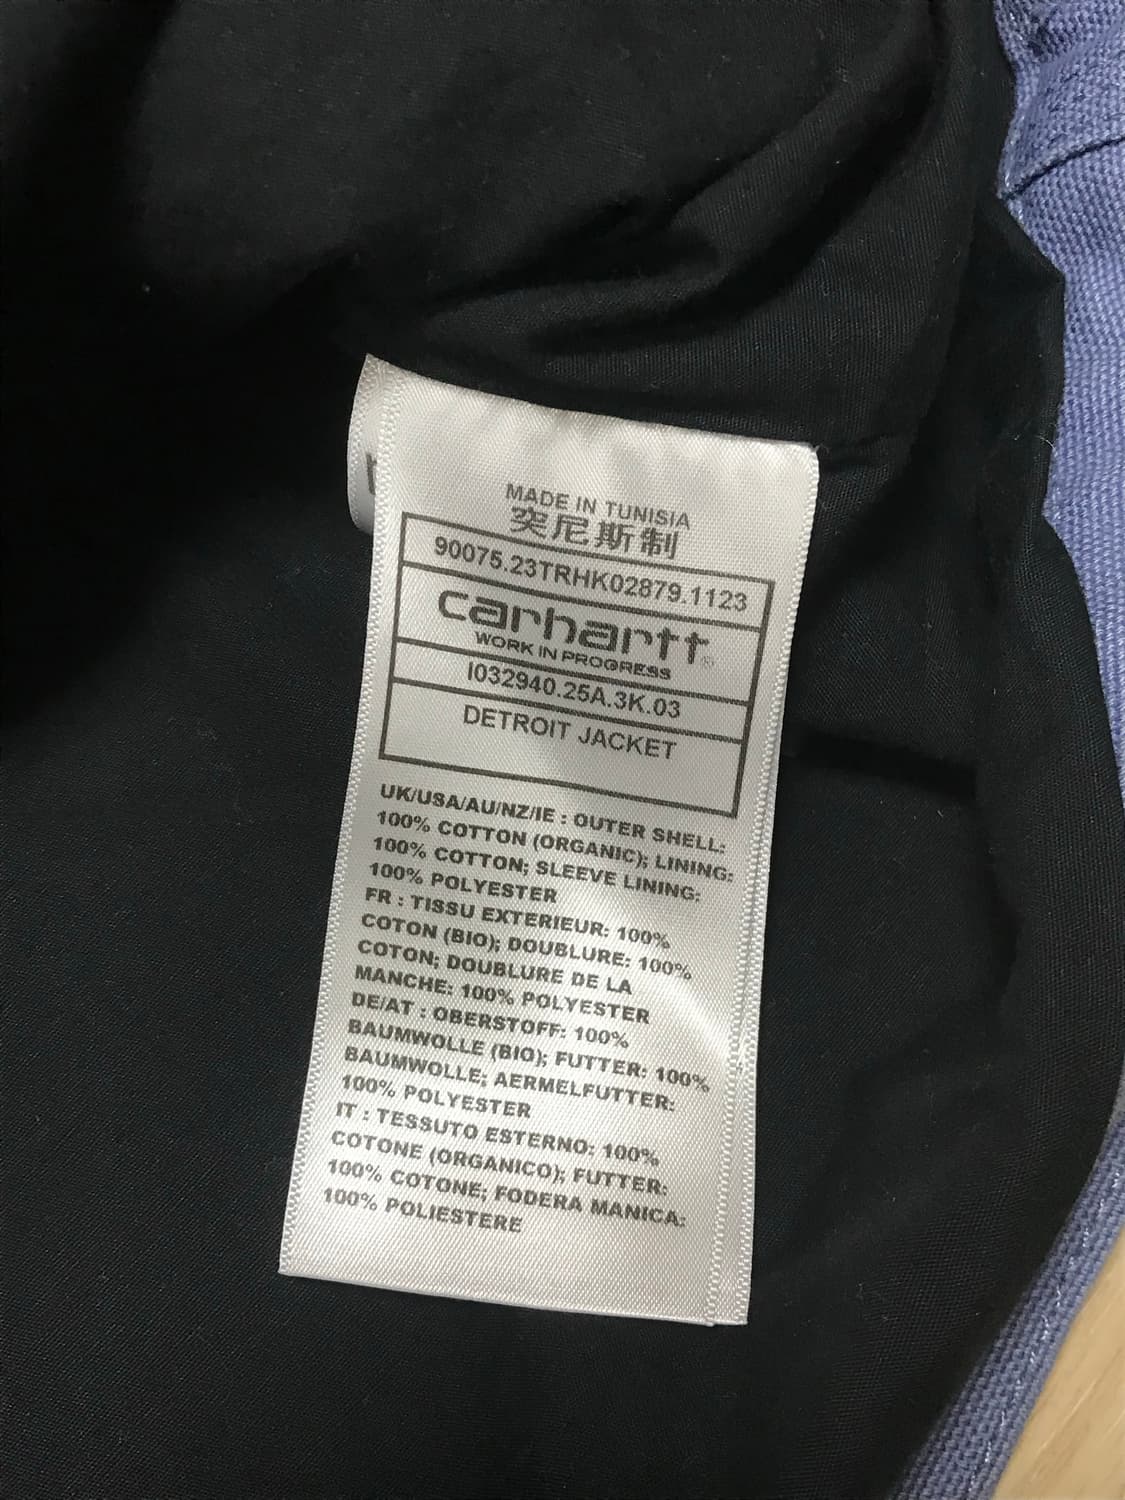 MADE IN TUNISIA
突尼斯制
90075.23TRHK02879.1123
carhartt®
WORK IN PROGRESS
I032940.25A.3K.03
DETROIT JACKET
UK/USA/AU/NZ/IE : OUTER SHELL:
100% COTTON (ORGANIC); LINING:
100% COTTON; SLEEVE LINING:
100% POLYESTER
FR : TISSU EXTERIEUR: 100%
COTON (BIO); DOUBLURE: 100%
COTON; DOUBLURE DE LA
MANCHE: 100% POLYESTER
DE/AT : OBERSTOFF: 100%
BAUMWOLLE (BIO); FUTTER: 100%
BAUMWOLLE; AERMELFUTTER:
100% POLYESTER
IT : TESSUTO ESTERNO: 100%
COTONE (ORGANICO); FUTTER:
100% COTONE; FODERA MANICA:
100% POLIESTERE